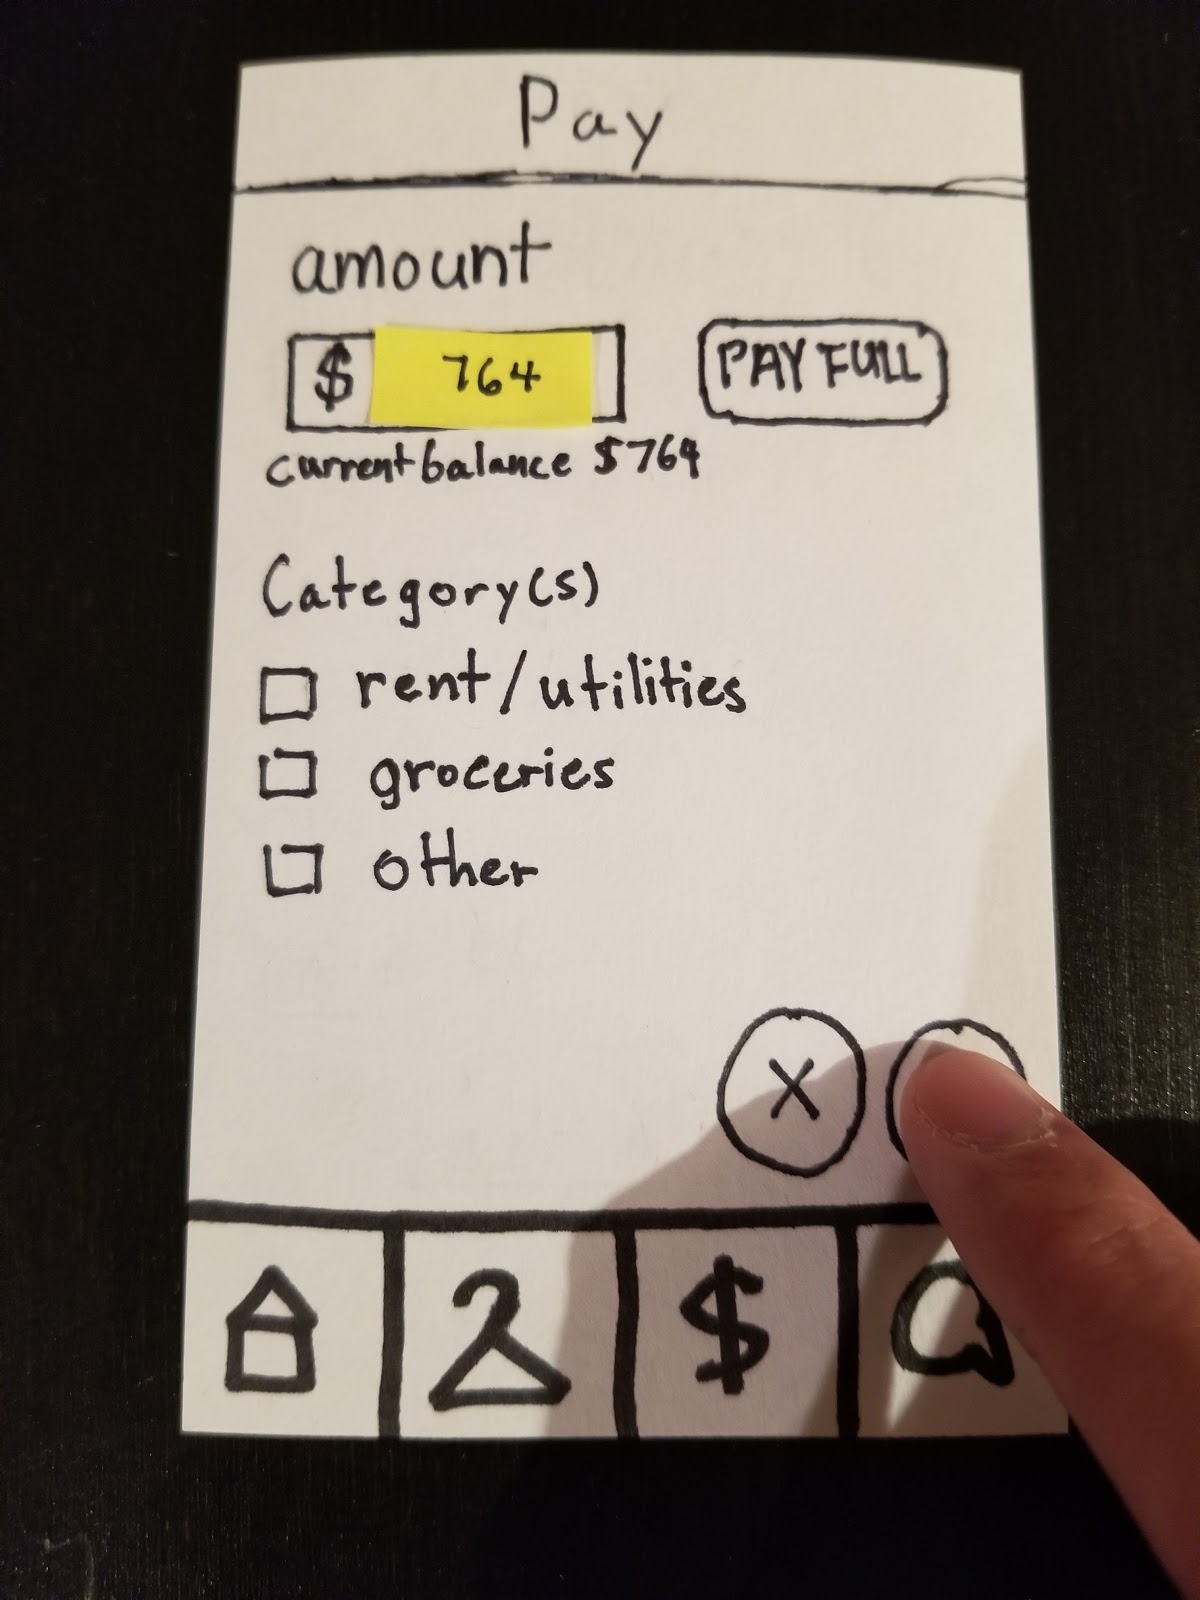 Pay
amount
$ 764 PAY FULL
current balance $764
Category(s)
rent/utilities
groceries
other
X
$